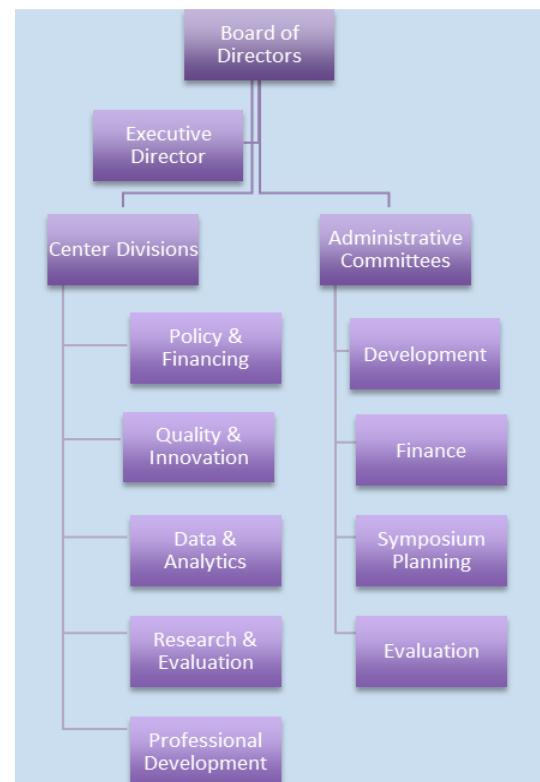 Board of
Directors
Executive
Director
Center Divisions
Policy &
Financing
Quality &
Innovation
Data &
Analytics
Research &
Evaluation
Professional
Development
Administrative
Committees
Development
Finance
Symposium
Planning
Evaluation